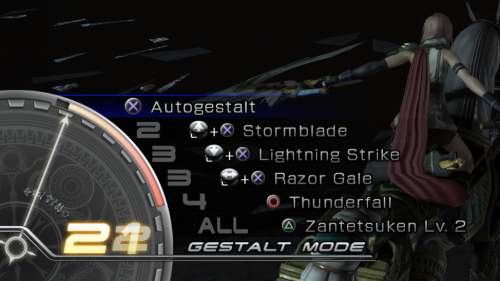 Autogestalt
2 + Stormblade
3 + Lightning Strike
3 + Razor Gale
4 Thunderfall
ALL Zantetsuken Lv. 2
21
GESTALT MODE